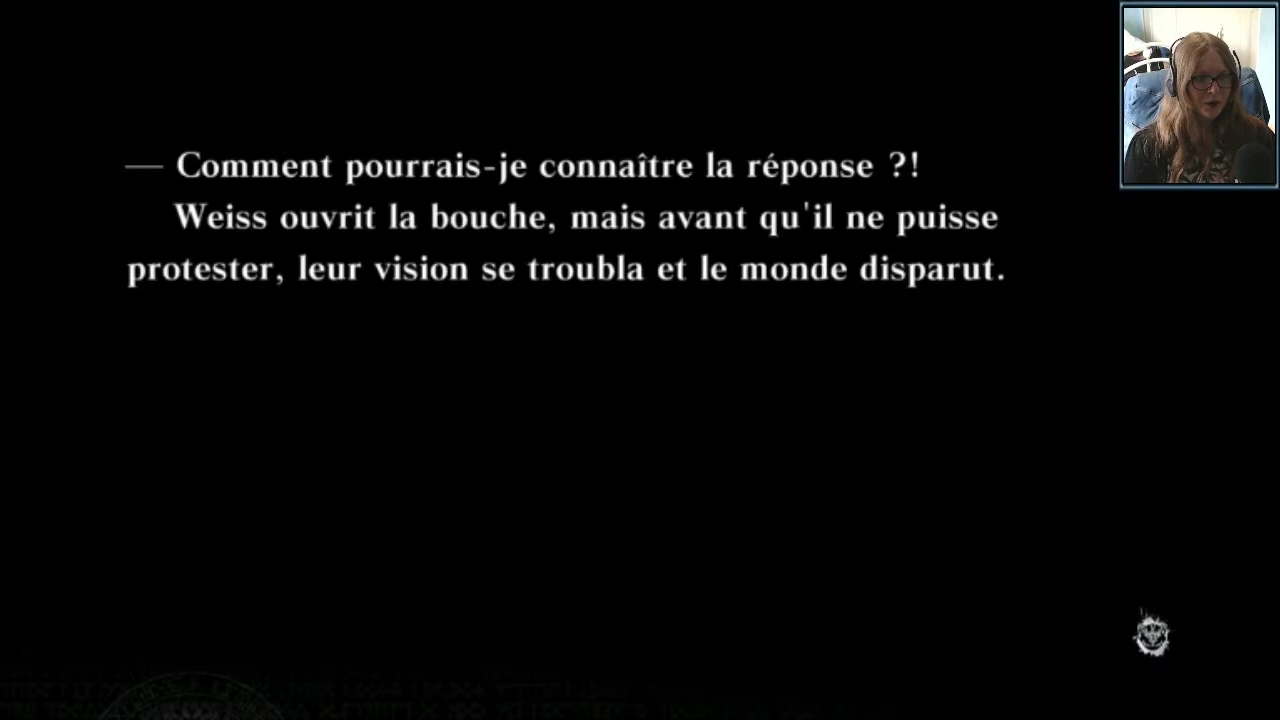 — Comment pourrais-je connaître la réponse ?!
Weiss ouvrit la bouche, mais avant qu'il ne puisse
protester, leur vision se troubla et le monde disparut.